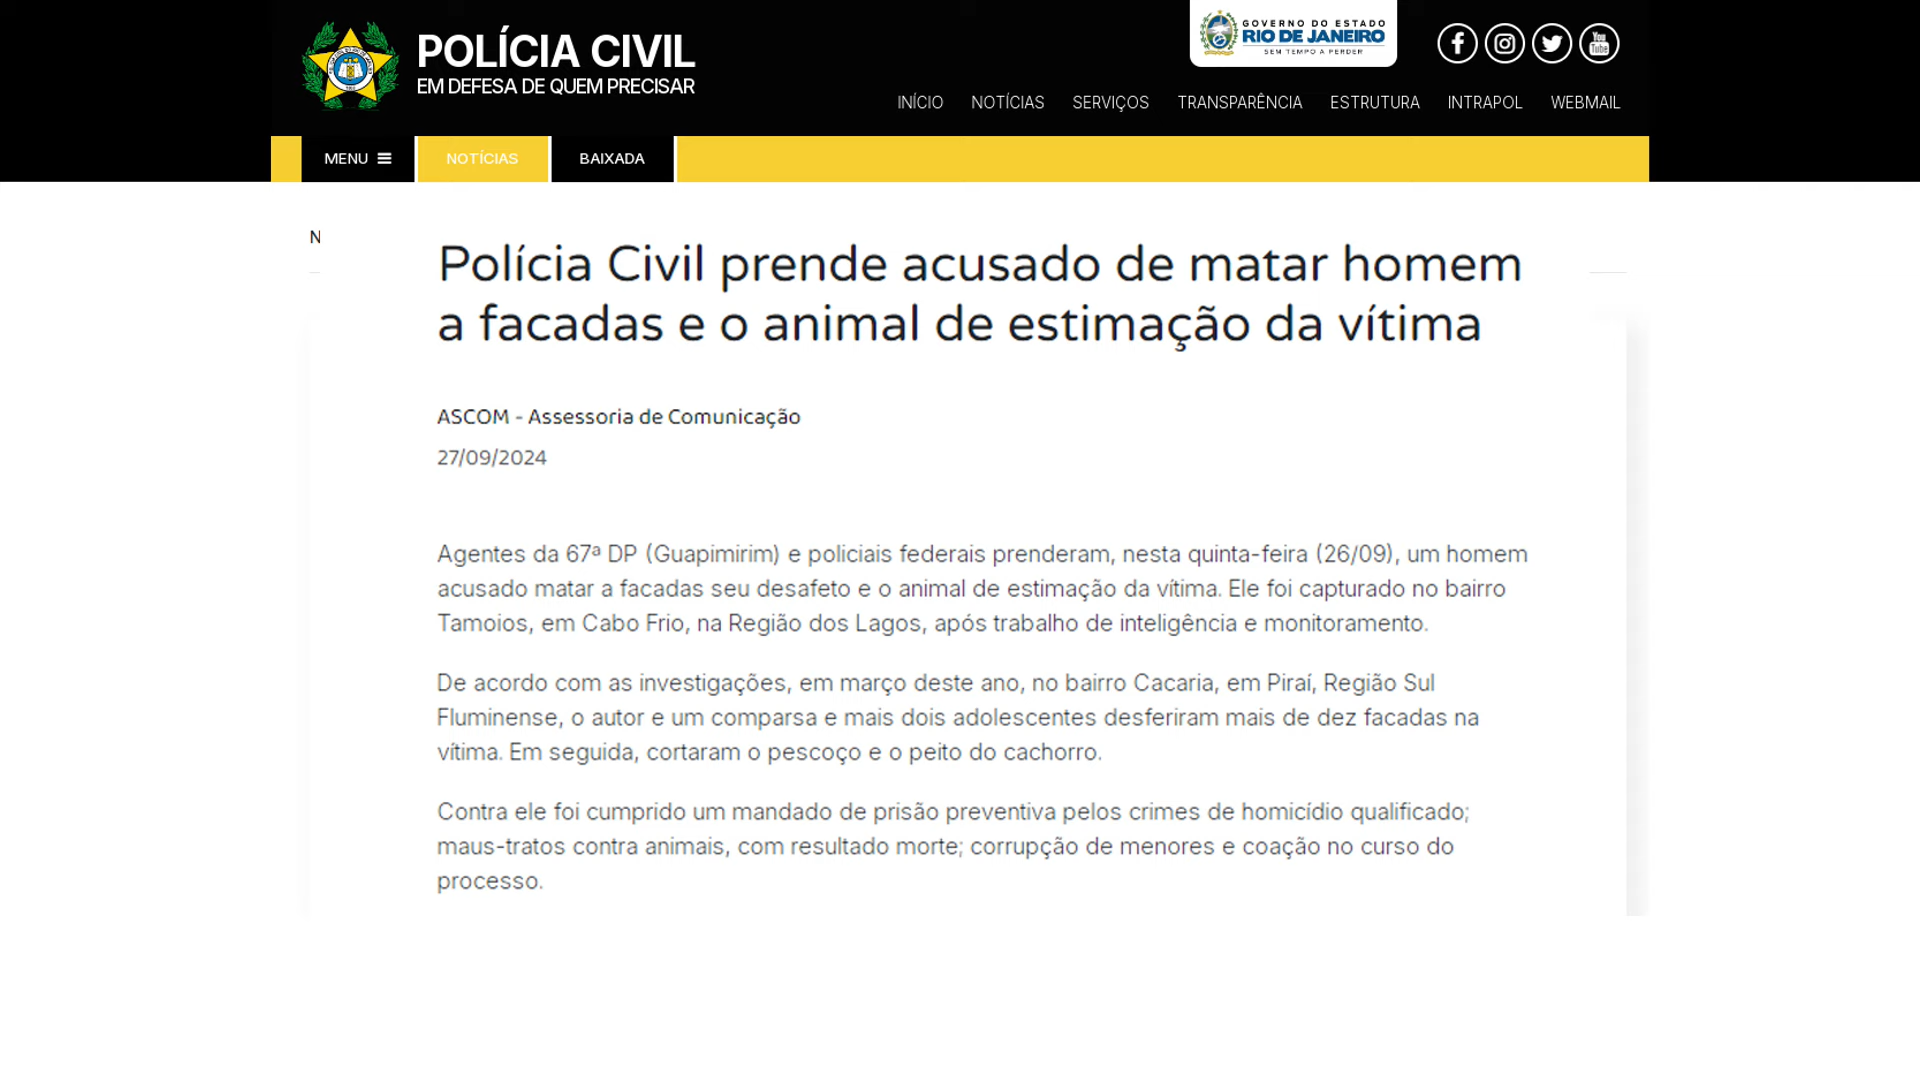 POLÍCIA CIVIL
EM DEFESA DE QUEM PRECISAR
GOVERNO DO ESTADO
RIO DE JANEIRO
SEM TEMPO A PERDER
You
Tube
INÍCIO NOTÍCIAS SERVIÇOS TRANSPARÊNCIA ESTRUTURA INTRAPOL WEBMAIL
MENU NOTÍCIAS BAIXADA
N
Polícia Civil prende acusado de matar homem
a facadas e o animal de estimação da vítima
ASCOM - Assessoria de Comunicação
27/09/2024
Agentes da 67ª DP (Guapimirim) e policiais federais prenderam, nesta quinta-feira (26/09), um homem
acusado matar a facadas seu desafeto e o animal de estimação da vítima. Ele foi capturado no bairro
Tamoios, em Cabo Frio, na Região dos Lagos, após trabalho de inteligência e monitoramento.
De acordo com as investigações, em março deste ano, no bairro Cacaria, em Piraí, Região Sul
Fluminense, o autor e um comparsa e mais dois adolescentes desferiram mais de dez facadas na
vítima. Em seguida, cortaram o pescoço e o peito do cachorro.
Contra ele foi cumprido um mandado de prisão preventiva pelos crimes de homicídio qualificado;
maus-tratos contra animais, com resultado morte; corrupção de menores e coação no curso do
processo.